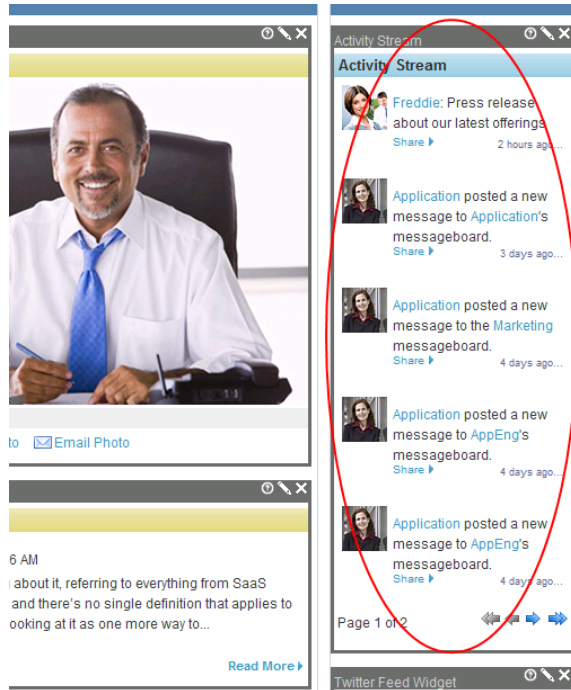 to Email Photo
6 AM
about it, referring to everything from SaaS
and there's no single definition that applies to
ooking at it as one more way to...
Read More
Activity Stream
Activity Stream
Freddie: Press release
about our latest offerings
Share
2 hours ago...
Application posted a new
message to Application's
messageboard.
Share
3 days ago...
Application posted a new
message to the Marketing
messageboard.
Share
4 days ago...
Application posted a new
message to AppEng's
messageboard.
Share
4 days ago...
Application posted a new
message to AppEng's
messageboard.
Share
4 days ago...
Page 1 of 2
Twitter Feed Widget